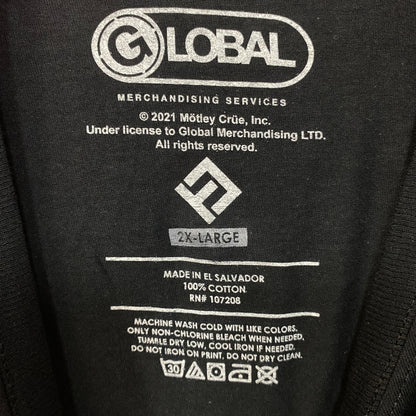 GLOBAL
MERCHANDISING SERVICES
© 2021 Mötley Crüe, Inc.
Under license to Global Merchandising LTD.
All rights reserved.
2X-LARGE
MADE IN EL SALVADOR
100% COTTON
RN# 107208
MACHINE WASH COLD WITH LIKE COLORS.
ONLY NON-CHLORINE BLEACH WHEN NEEDED,
TUMBLE DRY LOW, COOL IRON IF NEEDED.
DO NOT IRON ON PRINT. DO NOT DRY CLEAN.
30